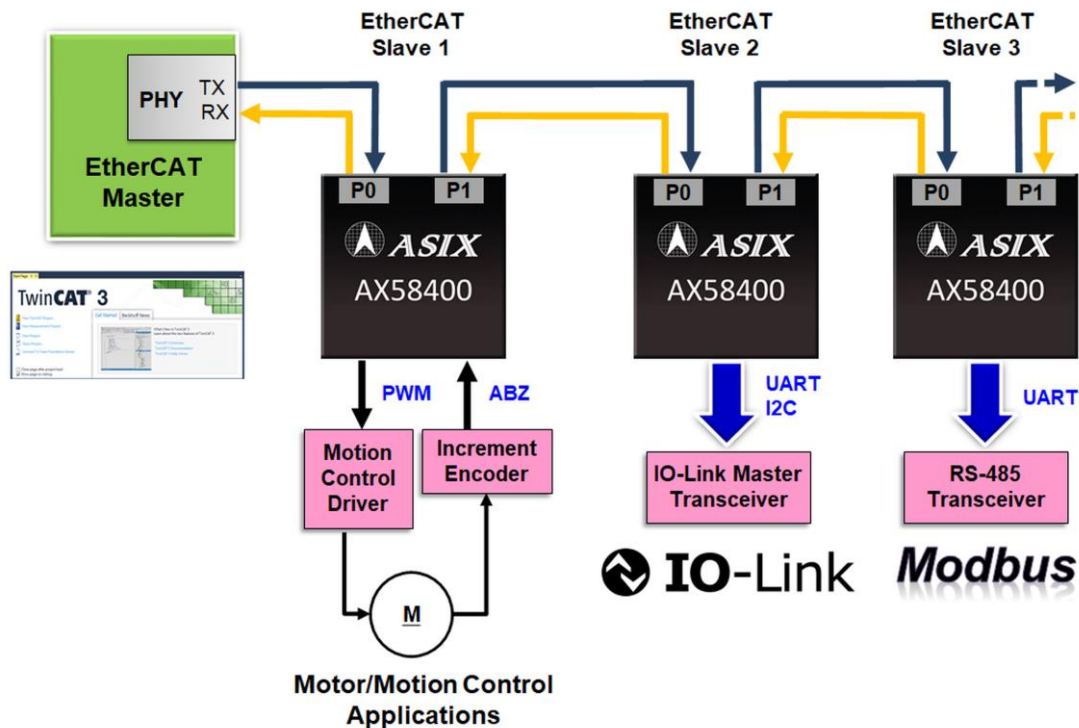 EtherCAT
Slave 1
EtherCAT
Slave 2
EtherCAT
Slave 3
PHY
TX
RX
EtherCAT
Master
P0
P1
ASIX
AX58400
P0
P1
ASIX
AX58400
P0
P1
ASIX
AX58400
TwinCAT 3
Get Started
PWM
ABZ
UART
I2C
UART
Motion
Control
Driver
Increment
Encoder
IO-Link Master
Transceiver
RS-485
Transceiver
IO-Link
Modbus
M
Motor/Motion Control
Applications